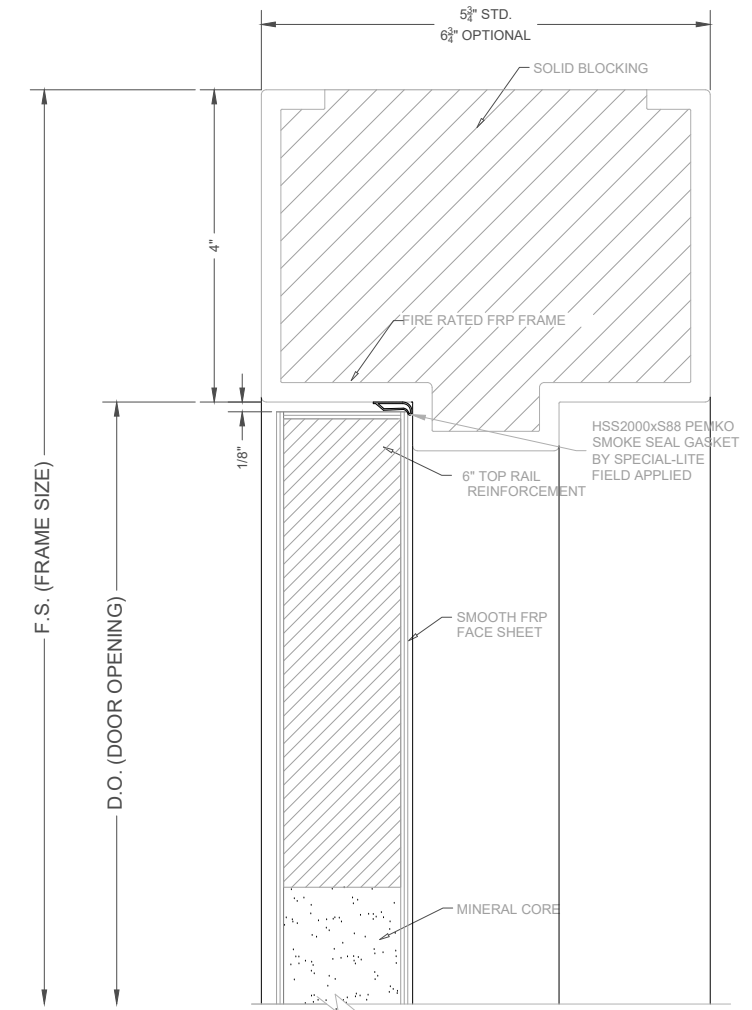 5¾" STD.
6¾" OPTIONAL
SOLID BLOCKING
4"
FIRE RATED FRP FRAME
HSS2000xS88 PEMKO
SMOKE SEAL GASKET
BY SPECIAL-LITE
FIELD APPLIED
1/8"
6" TOP RAIL
REINFORCEMENT
F.S. (FRAME SIZE)
D.O. (DOOR OPENING)
SMOOTH FRP
FACE SHEET
MINERAL CORE